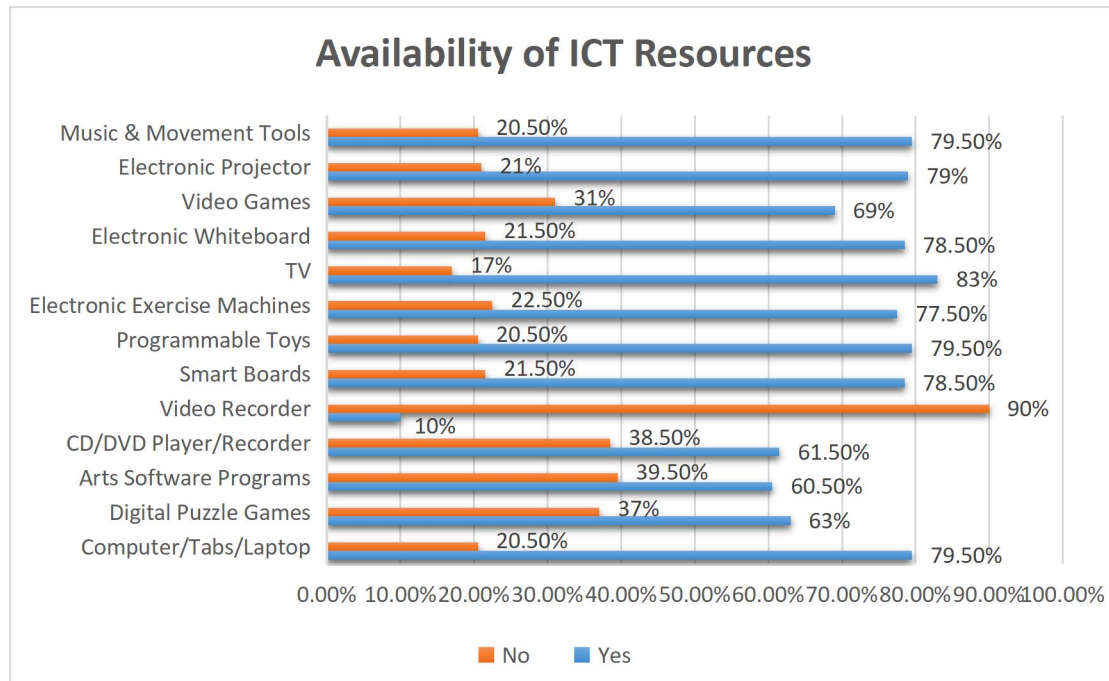 Availability of ICT Resources
Music & Movement Tools 20.50% 79.50%
Electronic Projector 21% 79%
Video Games 31% 69%
Electronic Whiteboard 21.50% 78.50%
TV 17% 83%
Electronic Exercise Machines 22.50% 77.50%
Programmable Toys 20.50% 79.50%
Smart Boards 21.50% 78.50%
Video Recorder 90% 10%
CD/DVD Player/Recorder 38.50% 61.50%
Arts Software Programs 39.50% 60.50%
Digital Puzzle Games 37% 63%
Computer/Tabs/Laptop 20.50% 79.50%
0.00% 10.00% 20.00% 30.00% 40.00% 50.00% 60.00% 70.00% 80.00% 90.00% 100.00%
No Yes